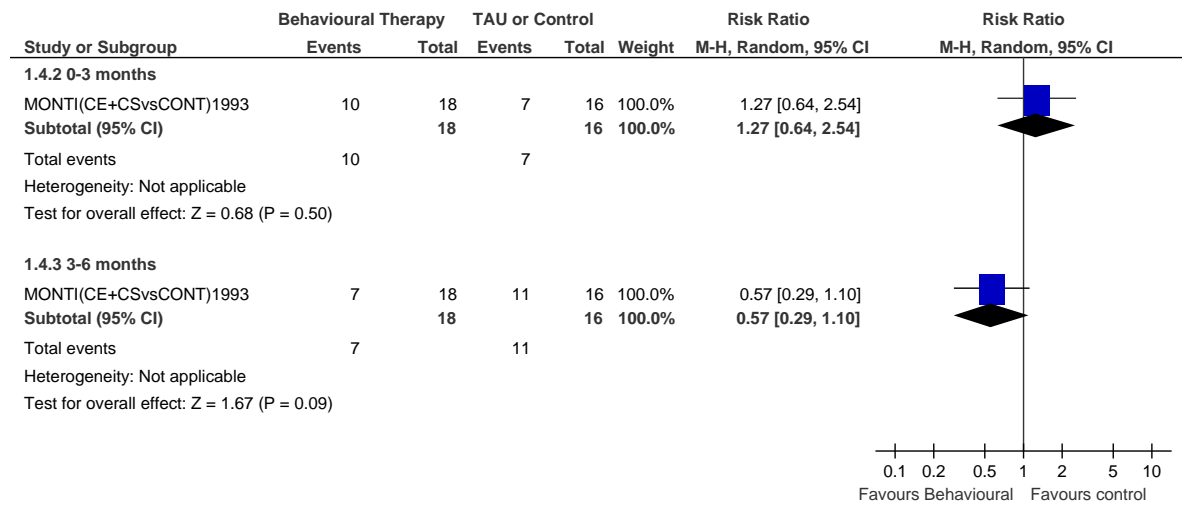 Behavioural Therapy TAU or Control Risk Ratio Risk Ratio
Study or Subgroup Events Total Events Total Weight M-H, Random, 95% CI M-H, Random, 95% CI
1.4.2 0-3 months
MONTI(CE+CSvsCONT)1993 10 18 7 16 100.0% 1.27 [0.64, 2.54]
Subtotal (95% CI) 18 16 100.0% 1.27 [0.64, 2.54]
Total events 10 7
Heterogeneity: Not applicable
Test for overall effect: Z = 0.68 (P = 0.50)
1.4.3 3-6 months
MONTI(CE+CSvsCONT)1993 7 18 11 16 100.0% 0.57 [0.29, 1.10]
Subtotal (95% CI) 18 16 100.0% 0.57 [0.29, 1.10]
Total events 7 11
Heterogeneity: Not applicable
Test for overall effect: Z = 1.67 (P = 0.09)
0.1 0.2 0.5 1 2 5 10
Favours Behavioural Favours control